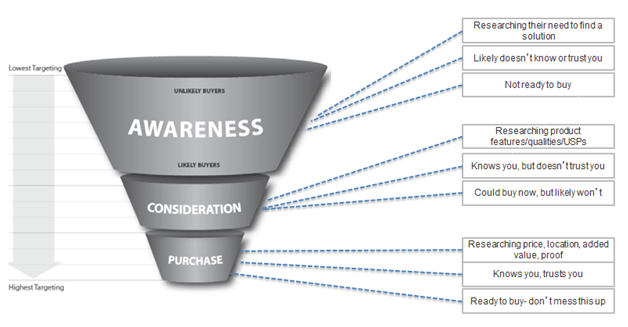 Researching their need to find a
solution
Lowest Targeting
Likely doesn't know or trust you
UNLIKELY BUYERS
Not ready to buy
AWARENESS
Researching product
features/qualities/USPs
LIKELY BUYERS
Knows you, but doesn't trust you
CONSIDERATION
Could buy now, but likely won't
Researching price, location, added
value, proof
PURCHASE
Knows you, trusts you
Highest Targeting
Ready to buy- don't mess this up